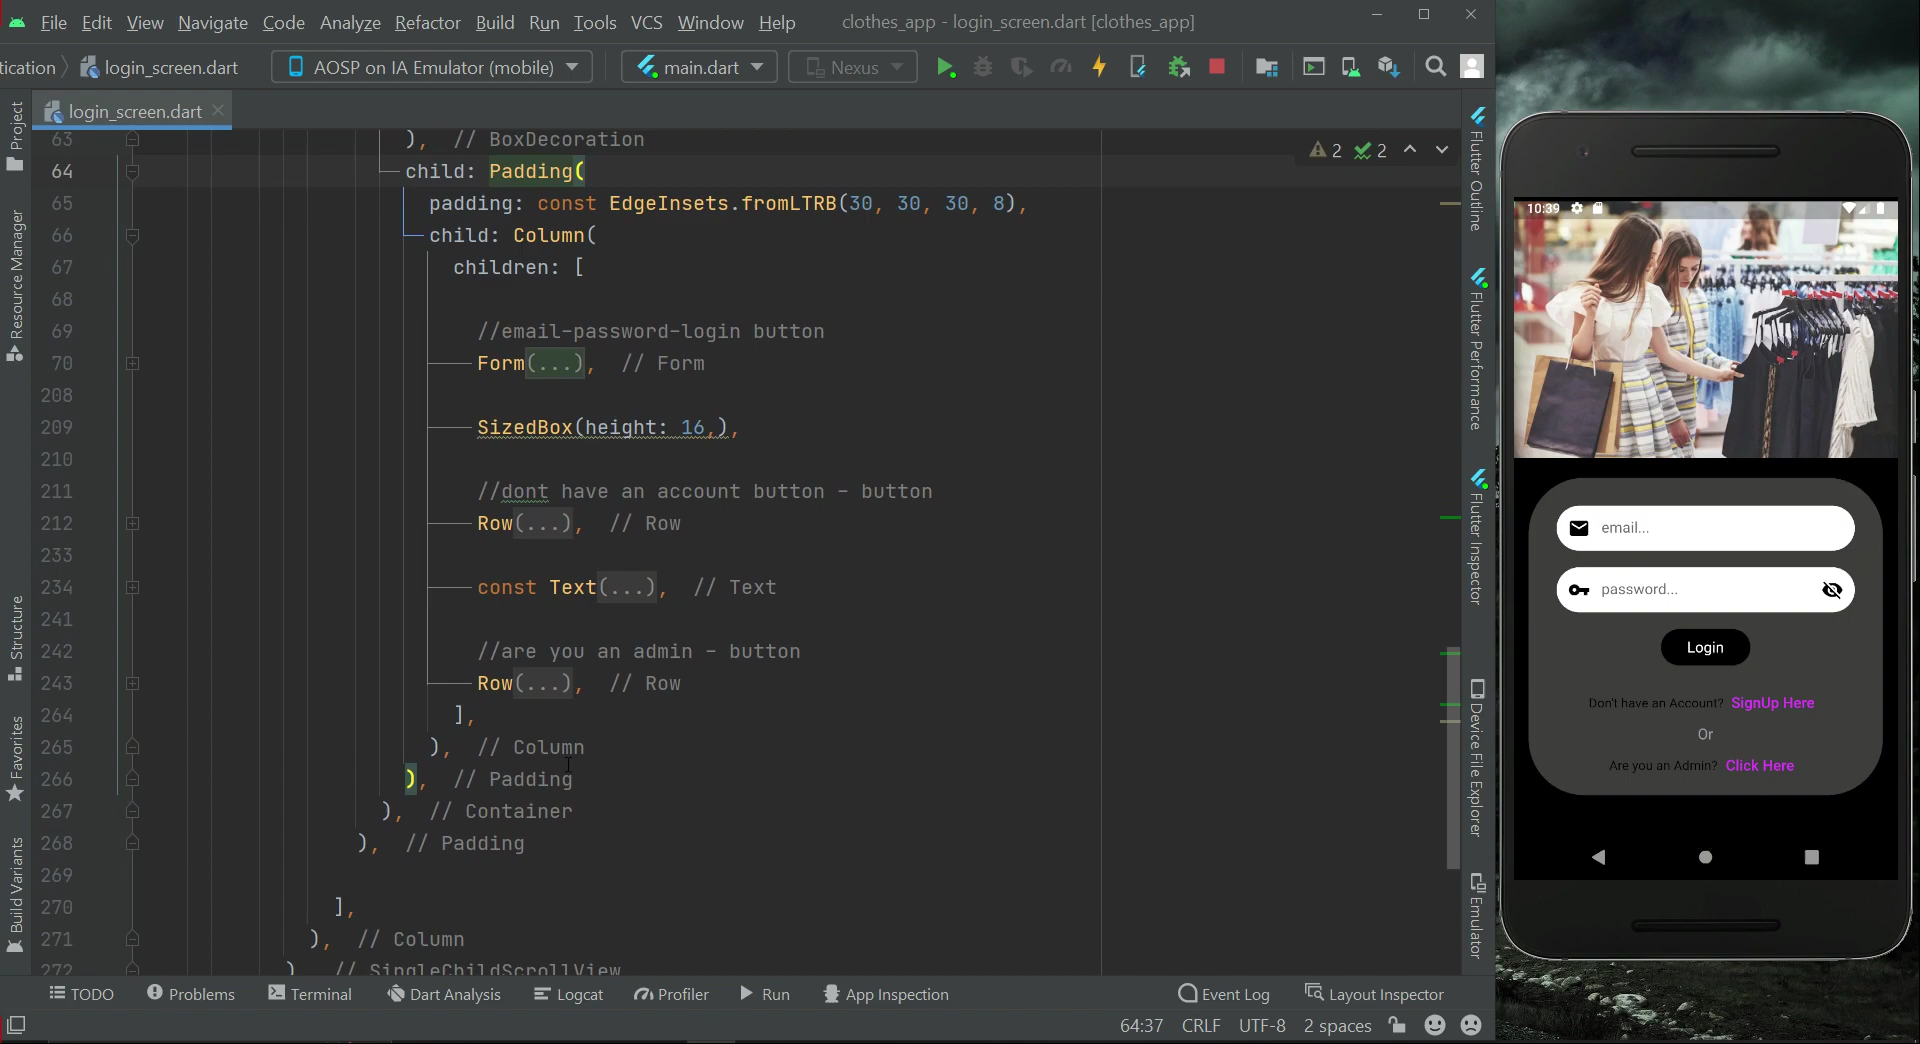 File Edit View Navigate Code Analyze Refactor Build Run Tools VCS Window Help clothes_app - login_screen.dart [clothes_app]
tication login_screen.dart AOSP on IA Emulator (mobile) main.dart Nexus
login_screen.dart
63 ), // BoxDecoration
2 2
64 child: Padding(
65 padding: const EdgeInsets.fromLTRB(30, 30, 30, 8),
66 child: Column(
67 children: [
68
69 //email-password-login button
70 Form(...), // Form
208
209 SizedBox(height: 16,),
210
211 //dont have an account button - button
212 Row(...), // Row
233
234 const Text(...), // Text
241
242 //are you an admin - button
243 Row(...), // Row
264 ],
265 ), // Column
266 ), // Padding
267 ), // Container
268 ), // Padding
269
270 ],
271 ), // Column
272 ) // SingleChildScrollView
Project
Resource Manager
Structure
Favorites
Build Variants
Flutter Outline
Flutter Performance
Flutter Inspector
Device File Explorer
Emulator
TODO Problems Terminal Dart Analysis Logcat Profiler Run App Inspection Event Log Layout Inspector
64:37 CRLF UTF-8 2 spaces
10:39
email...
password...
Login
Don't have an Account? SignUp Here
Or
Are you an Admin? Click Here